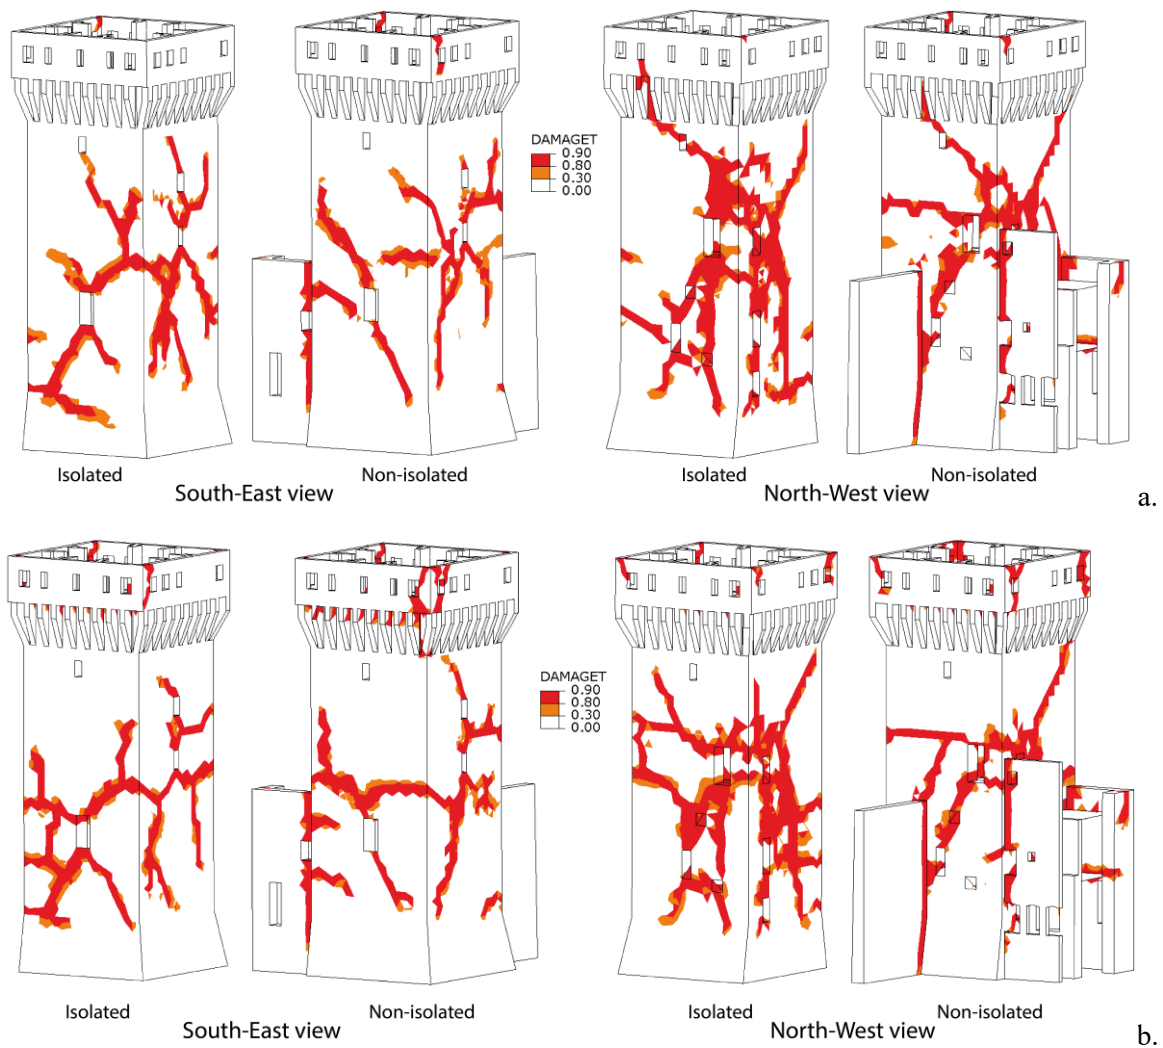 DAMAGET
0.90
0.80
0.30
0.00
Isolated
Non-isolated
South-East view
Isolated
Non-isolated
North-West view
a.
DAMAGET
0.90
0.80
0.30
0.00
Isolated
Non-isolated
South-East view
Isolated
Non-isolated
North-West view
b.